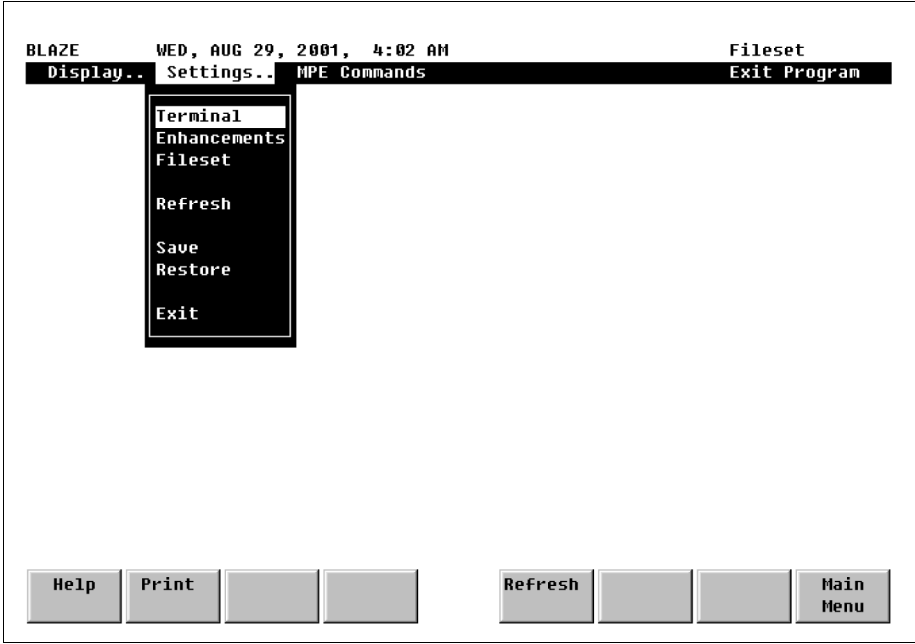 BLAZE WED, AUG 29, 2001, 4:02 AM Fileset
Display.. Settings.. MPE Commands Exit Program
Terminal
Enhancements
Fileset
Refresh
Save
Restore
Exit
Help Print Refresh Main
Menu